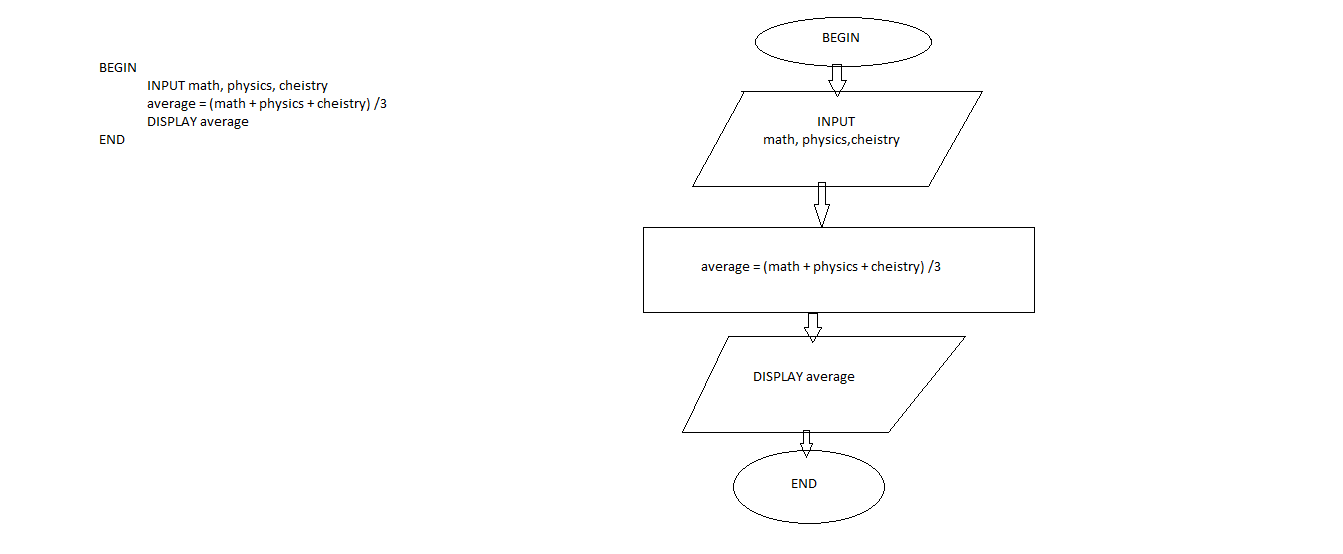 BEGIN
INPUT math, physics, cheistry
average = (math + physics + cheistry) /3
DISPLAY average
END
BEGIN
INPUT
math, physics,cheistry
average = (math + physics + cheistry) /3
DISPLAY average
END